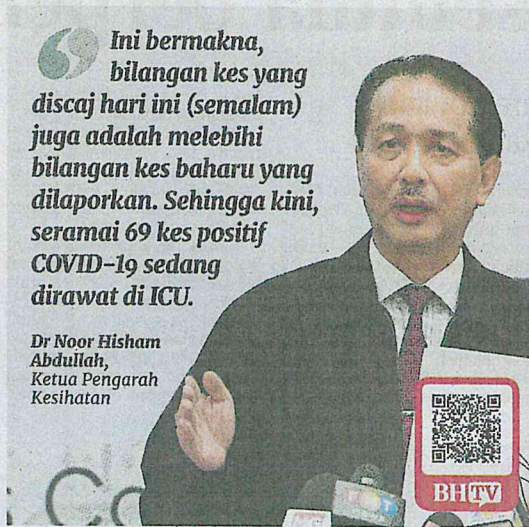 Ini bermakna,
bilangan kes yang
discaj hari ini (semalam)
juga adalah melebihi
bilangan kes baharu yang
dilaporkan. Sehingga kini,
seramai 69 kes positif
COVID-19 sedang
dirawat di ICU.
Dr Noor Hisham
Abdullah,
Ketua Pengarah
Kesihatan
BHTV